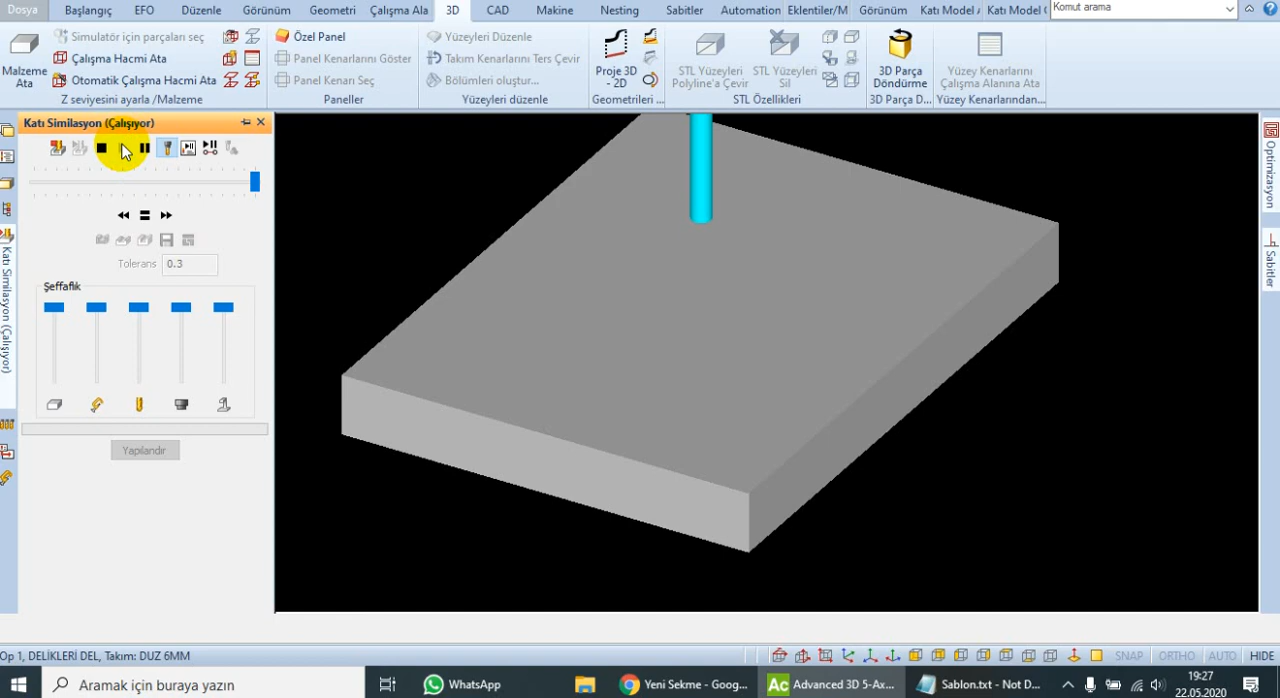 Dosya Başlangıç EFO Düzenle Görünüm Geometri Çalışma Ala 3D CAD Makine Nesting Sabitler Automation Eklentiler/M Görünüm Katı Model A Katı Model ( Komut arama
Simulatör için parçaları seç
Çalışma Hacmi Ata
Otomatik Çalışma Hacmi Ata
Malzeme
Ata
Z seviyesini ayarla /Malzeme
Özel Panel
Panel Kenarlarını Göster
Panel Kenarı Seç
Paneller
Yüzeyleri Düzenle
Takım Kenarlarını Ters Çevir
Bölümleri oluştur...
Yüzeyleri düzenle
Proje 3D
- 2D
Geometrileri ...
STL Yüzeyleri
Polyline'a Çevir
STL Yüzeyleri
Sil
STL Özellikleri
3D Parça
Döndürme
3D Parça D...
Yüzey Kenarlarını
Çalışma Alanına Ata
Yüzey Kenarlarından...
Katı Similasyon (Çalışıyor)
Tolerans 0.3
Şeffaflık
Yapılandır
Katı Similasyon (Çalışıyor)
Optimizasyon
Sabitler
Op 1, DELİKLERİ DEL, Takım: DUZ 6MM
SNAP ORTHO AUTO HIDE
Aramak için buraya yazın
WhatsApp
Yeni Sekme - Goog...
Advanced 3D 5-Ax...
Sablon.txt - Not D...
19:27
22.05.2020